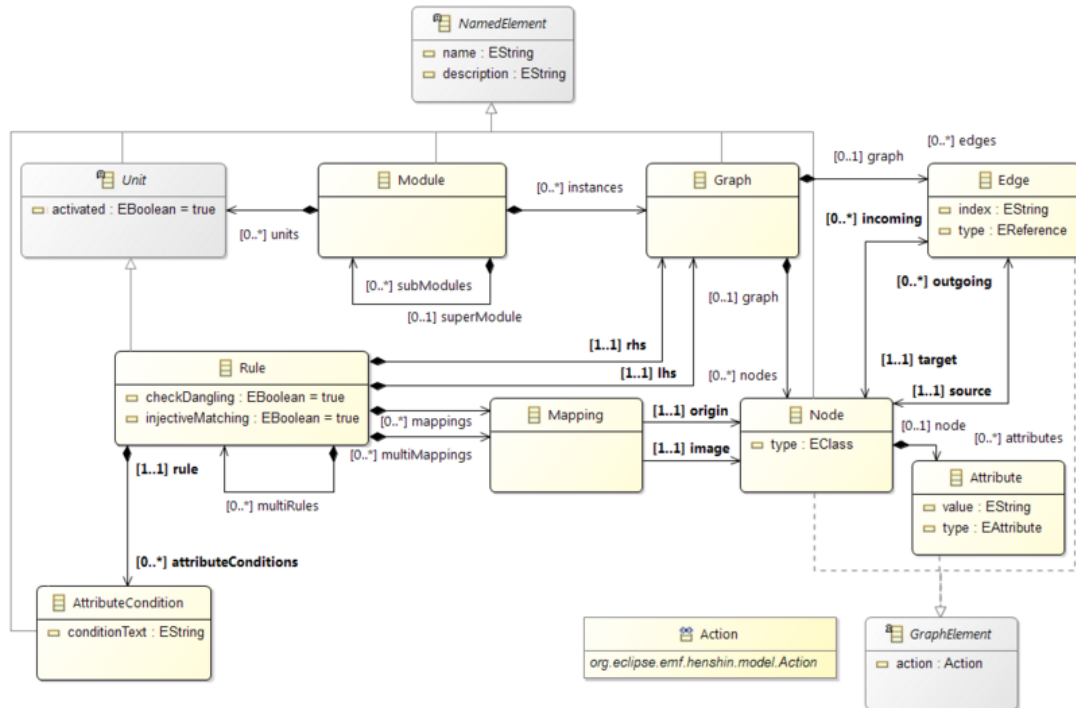 NamedElement
name : EString
description : EString
[0..*] edges
[0..1] graph
Unit
activated : EBoolean = true
Module
[0..*] instances
Graph
Edge
index : EString
type : EReference
[0..*] units
[0..*] incoming
[0..*] subModules
[0..1] superModule
[0..1] graph
[0..*] outgoing
[1..1] rhs
[1..1] lhs
[1..1] target
[0..*] nodes
[1..1] source
Rule
checkDangling : EBoolean = true
injectiveMatching : EBoolean = true
[0..*] mappings
[0..*] multiMappings
Mapping
[1..1] origin
[1..1] image
Node
type : EClass
[0..1] node
[0..*] attributes
[1..1] rule
[0..*] multiRules
Attribute
value : EString
type : EAttribute
[0..*] attributeConditions
AttributeCondition
conditionText : EString
Action
org.eclipse.emf.henshin.model.Action
GraphElement
action : Action